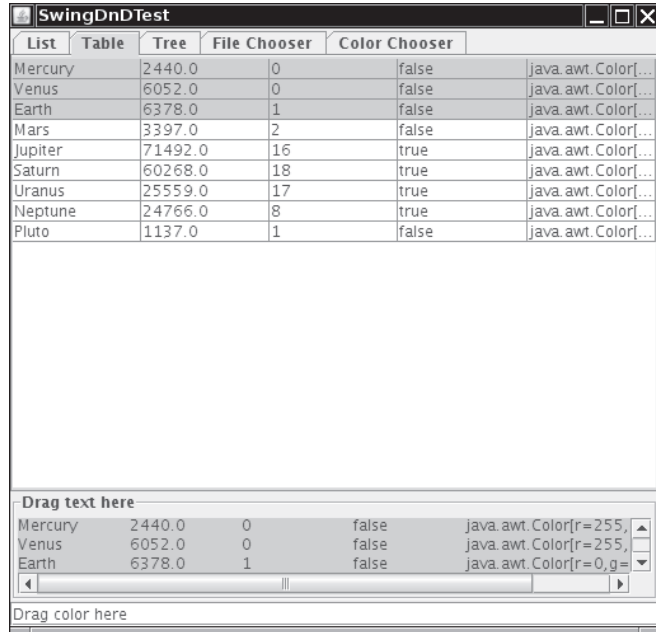 SwingDnDTest
List Table Tree File Chooser Color Chooser
Mercury 2440.0 0 false java.awt.Color[...
Venus 6052.0 0 false java.awt.Color[...
Earth 6378.0 1 false java.awt.Color[...
Mars 3397.0 2 false java.awt.Color[...
Jupiter 71492.0 16 true java.awt.Color[...
Saturn 60268.0 18 true java.awt.Color[...
Uranus 25559.0 17 true java.awt.Color[...
Neptune 24766.0 8 true java.awt.Color[...
Pluto 1137.0 1 false java.awt.Color[...
Drag text here
Mercury 2440.0 0 false java.awt.Color[r=255,
Venus 6052.0 0 false java.awt.Color[r=255,
Earth 6378.0 1 false java.awt.Color[r=0,g=
Drag color here